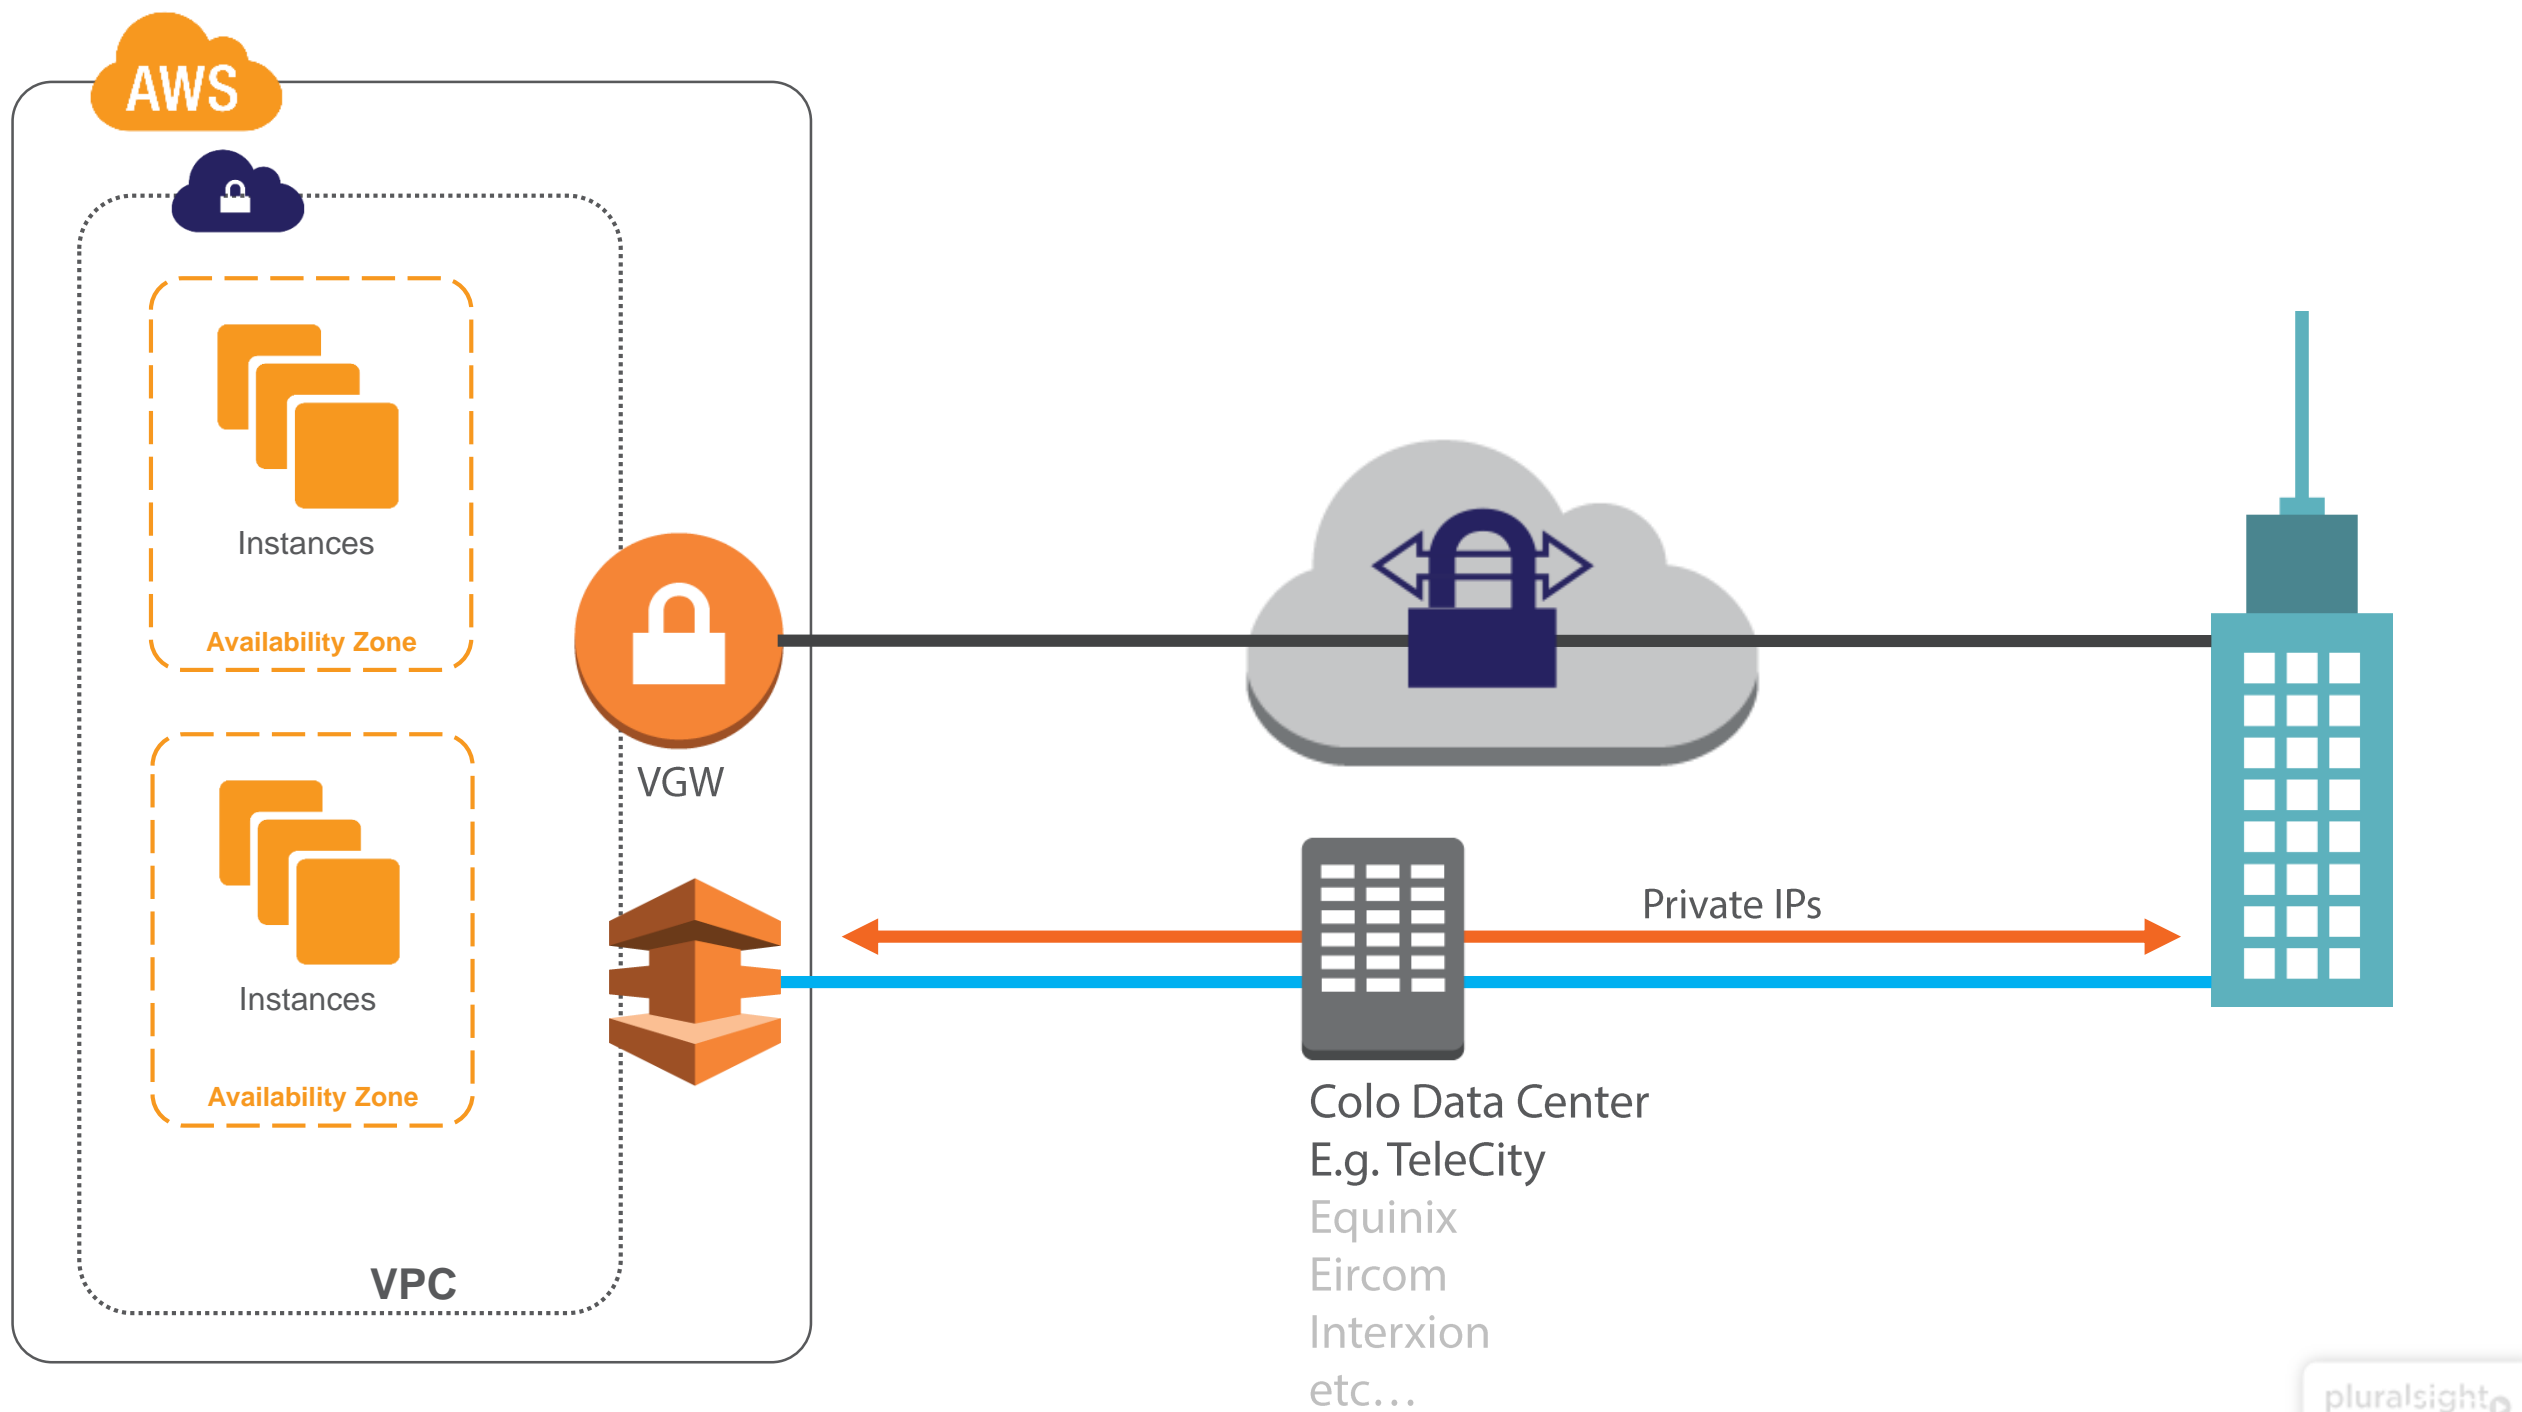 AWS
Instances
Availability Zone
VGW
Instances
Availability Zone
VPC
Private IPs
Colo Data Center
E.g. TeleCity
Equinix
Eircom
Interxion
etc...
pluralsight